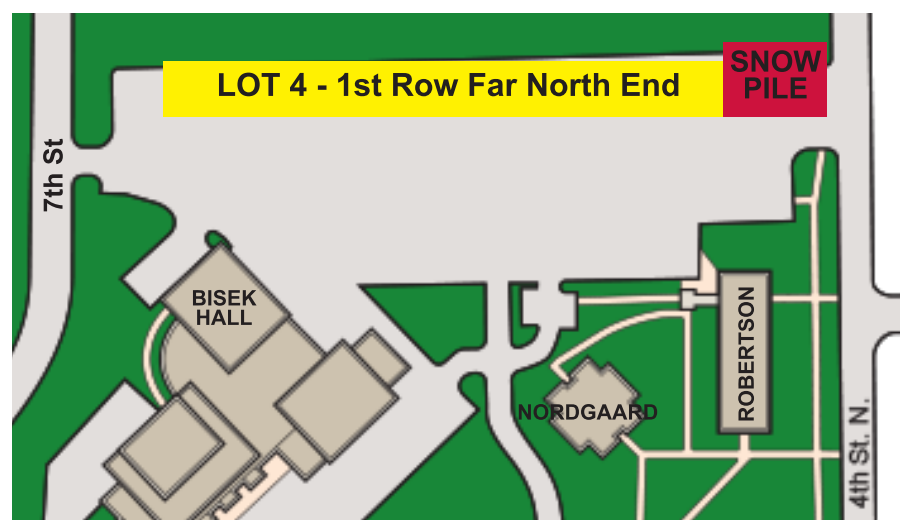 SNOW
PILE
LOT 4 - 1st Row Far North End
7th St
BISEK
HALL
ROBERTSON
NORDGAARD
4th St. N.